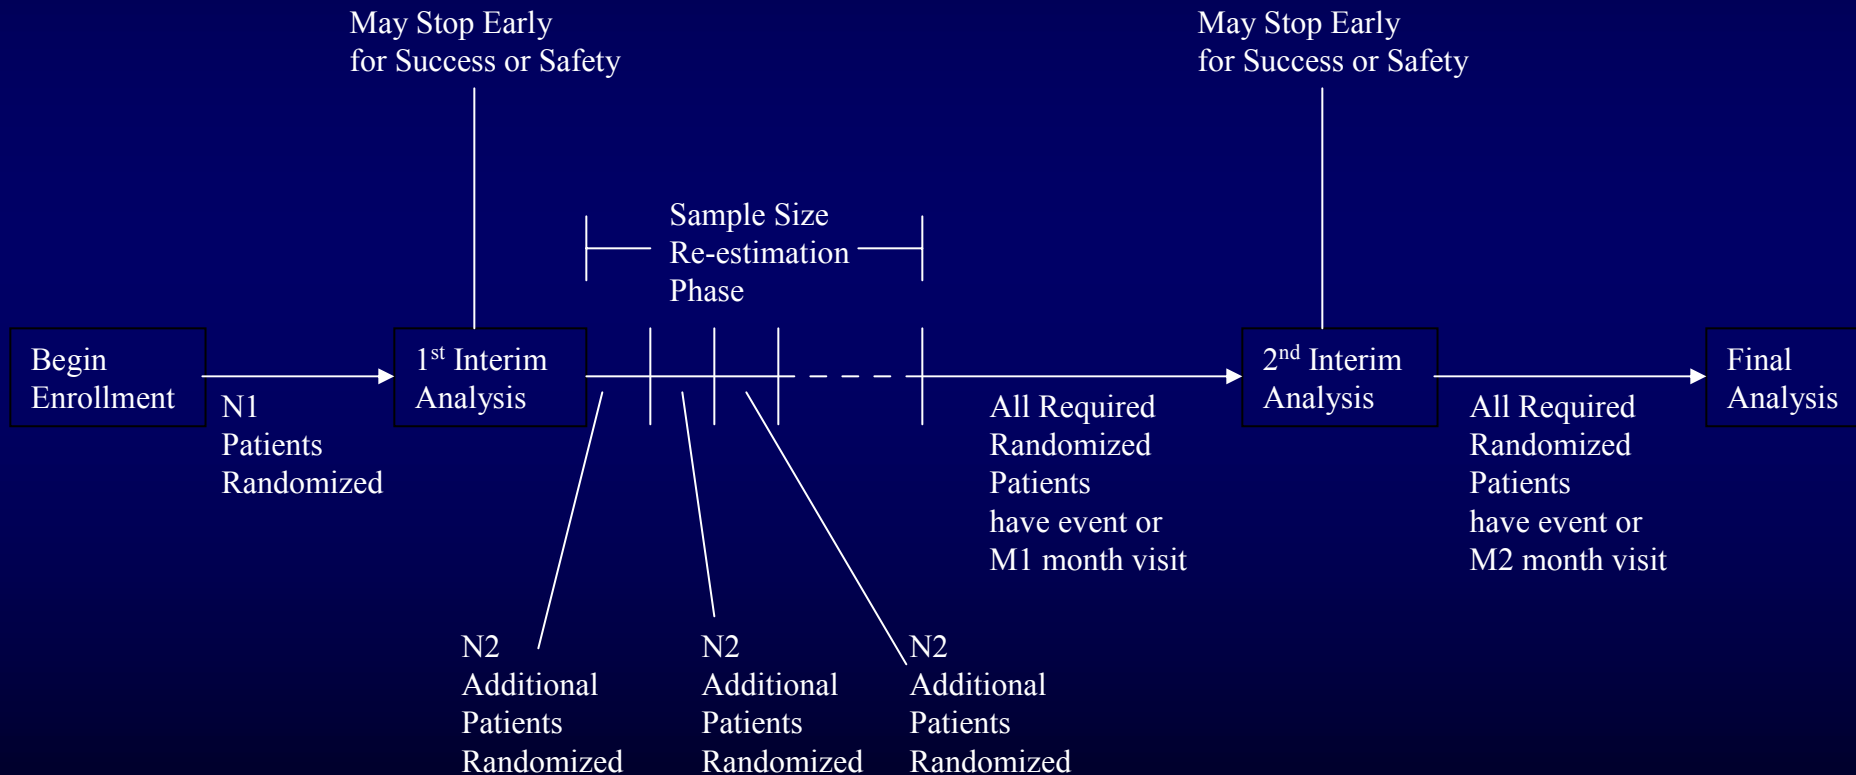 May Stop Early
for Success or Safety
May Stop Early
for Success or Safety
Sample Size
Re-estimation
Phase
Begin
Enrollment
N1
Patients
Randomized
1st Interim
Analysis
N2
Additional
Patients
Randomized
N2
Additional
Patients
Randomized
N2
Additional
Patients
Randomized
All Required
Randomized
Patients
have event or
M1 month visit
2nd Interim
Analysis
All Required
Randomized
Patients
have event or
M2 month visit
Final
Analysis